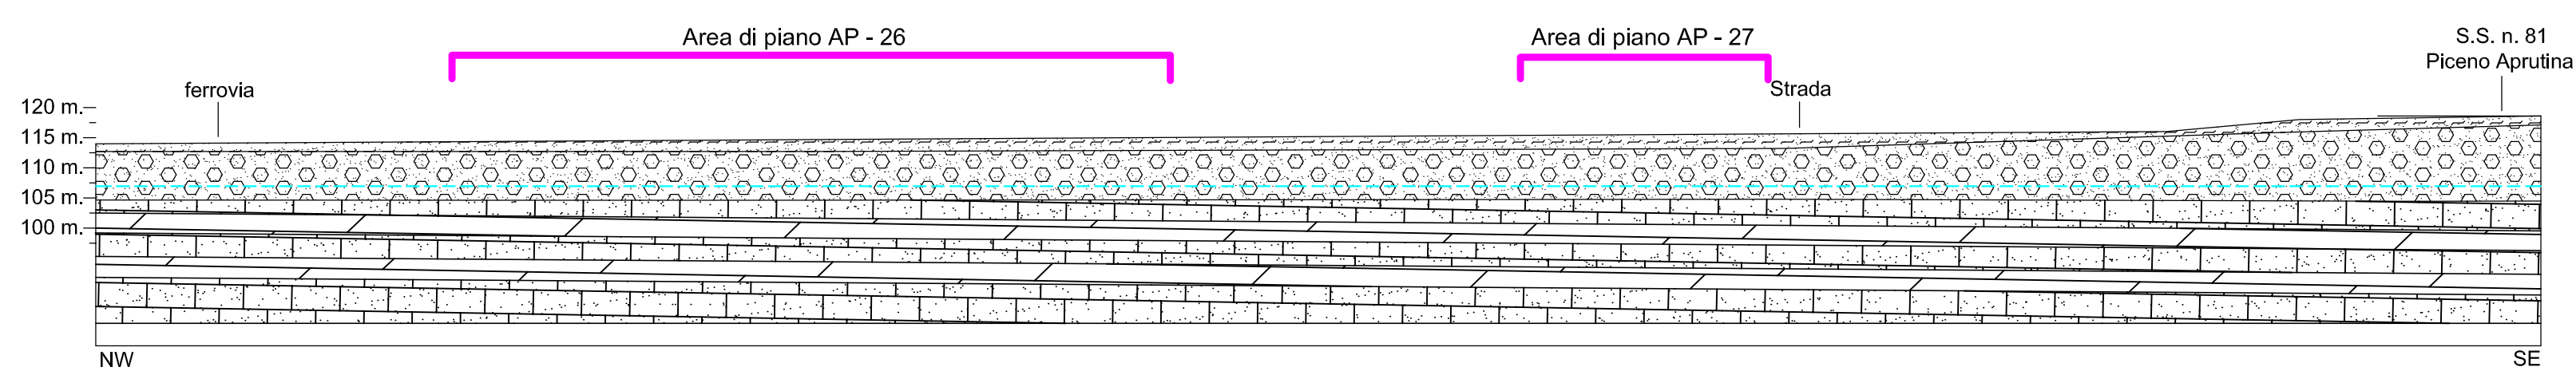 Area di piano AP - 26
Area di piano AP - 27
S.S. n. 81
Piceno Aprutina
ferrovia
Strada
120 m.
115 m.
110 m.
105 m.
100 m.
NW
SE